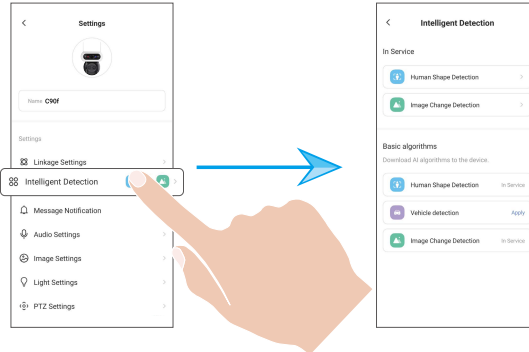 Settings
Name C90f
Settings
Linkage Settings
Intelligent Detection
Message Notification
Audio Settings
Image Settings
Light Settings
PTZ Settings
Intelligent Detection
In Service
Human Shape Detection
Image Change Detection
Basic algorithms
Download AI algorithms to the device.
Human Shape Detection In Service
Vehicle detection Apply
Image Change Detection In Service